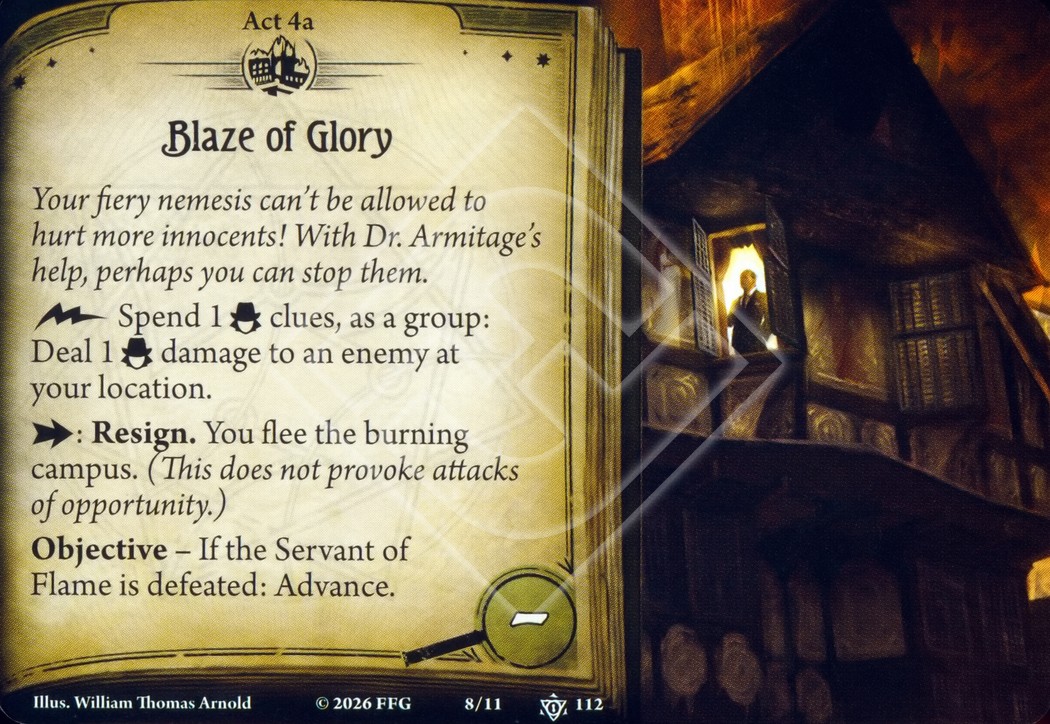 Act 4a
Blaze of Glory
Your fiery nemesis can't be allowed to
hurt more innocents! With Dr. Armitage's
help, perhaps you can stop them.
Spend 1 clues, as a group:
Deal 1 damage to an enemy at
your location.
: Resign. You flee the burning
campus. (This does not provoke attacks
of opportunity.)
Objective – If the Servant of
Flame is defeated: Advance.
–
Illus. William Thomas Arnold © 2026 FFG 8/11 1 112